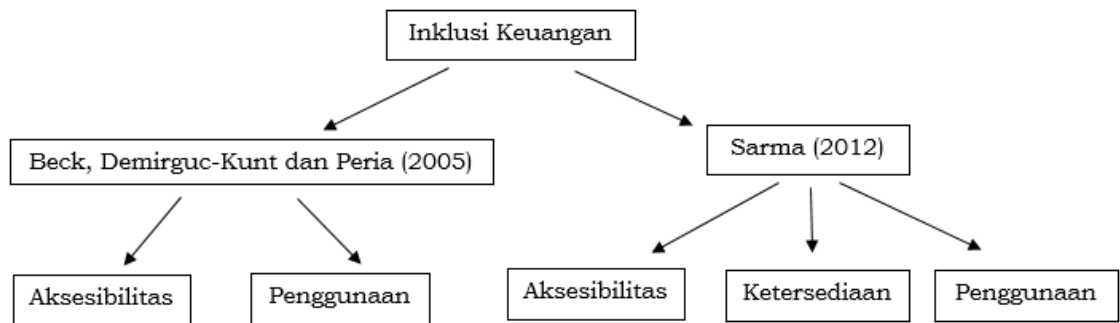 Inklusi Keuangan
Beck, Demirguc-Kunt dan Peria (2005)
Sarma (2012)
Aksesibilitas
Penggunaan
Aksesibilitas
Ketersediaan
Penggunaan